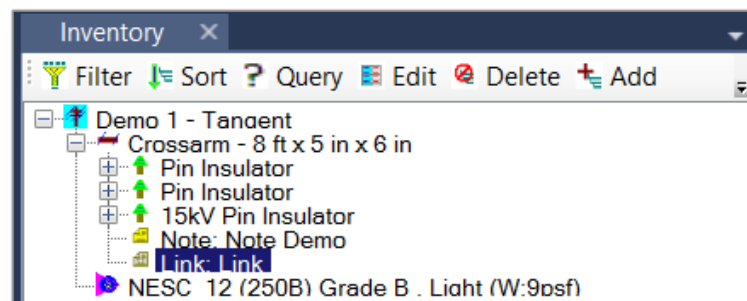 Inventory
Filter Sort Query Edit Delete Add
Demo 1 - Tangent
Crossarm - 8 ft x 5 in x 6 in
Pin Insulator
Pin Insulator
15kV Pin Insulator
Note: Note Demo
Link: Link
NESC 12 (250B) Grade B , Light (W:9psf)